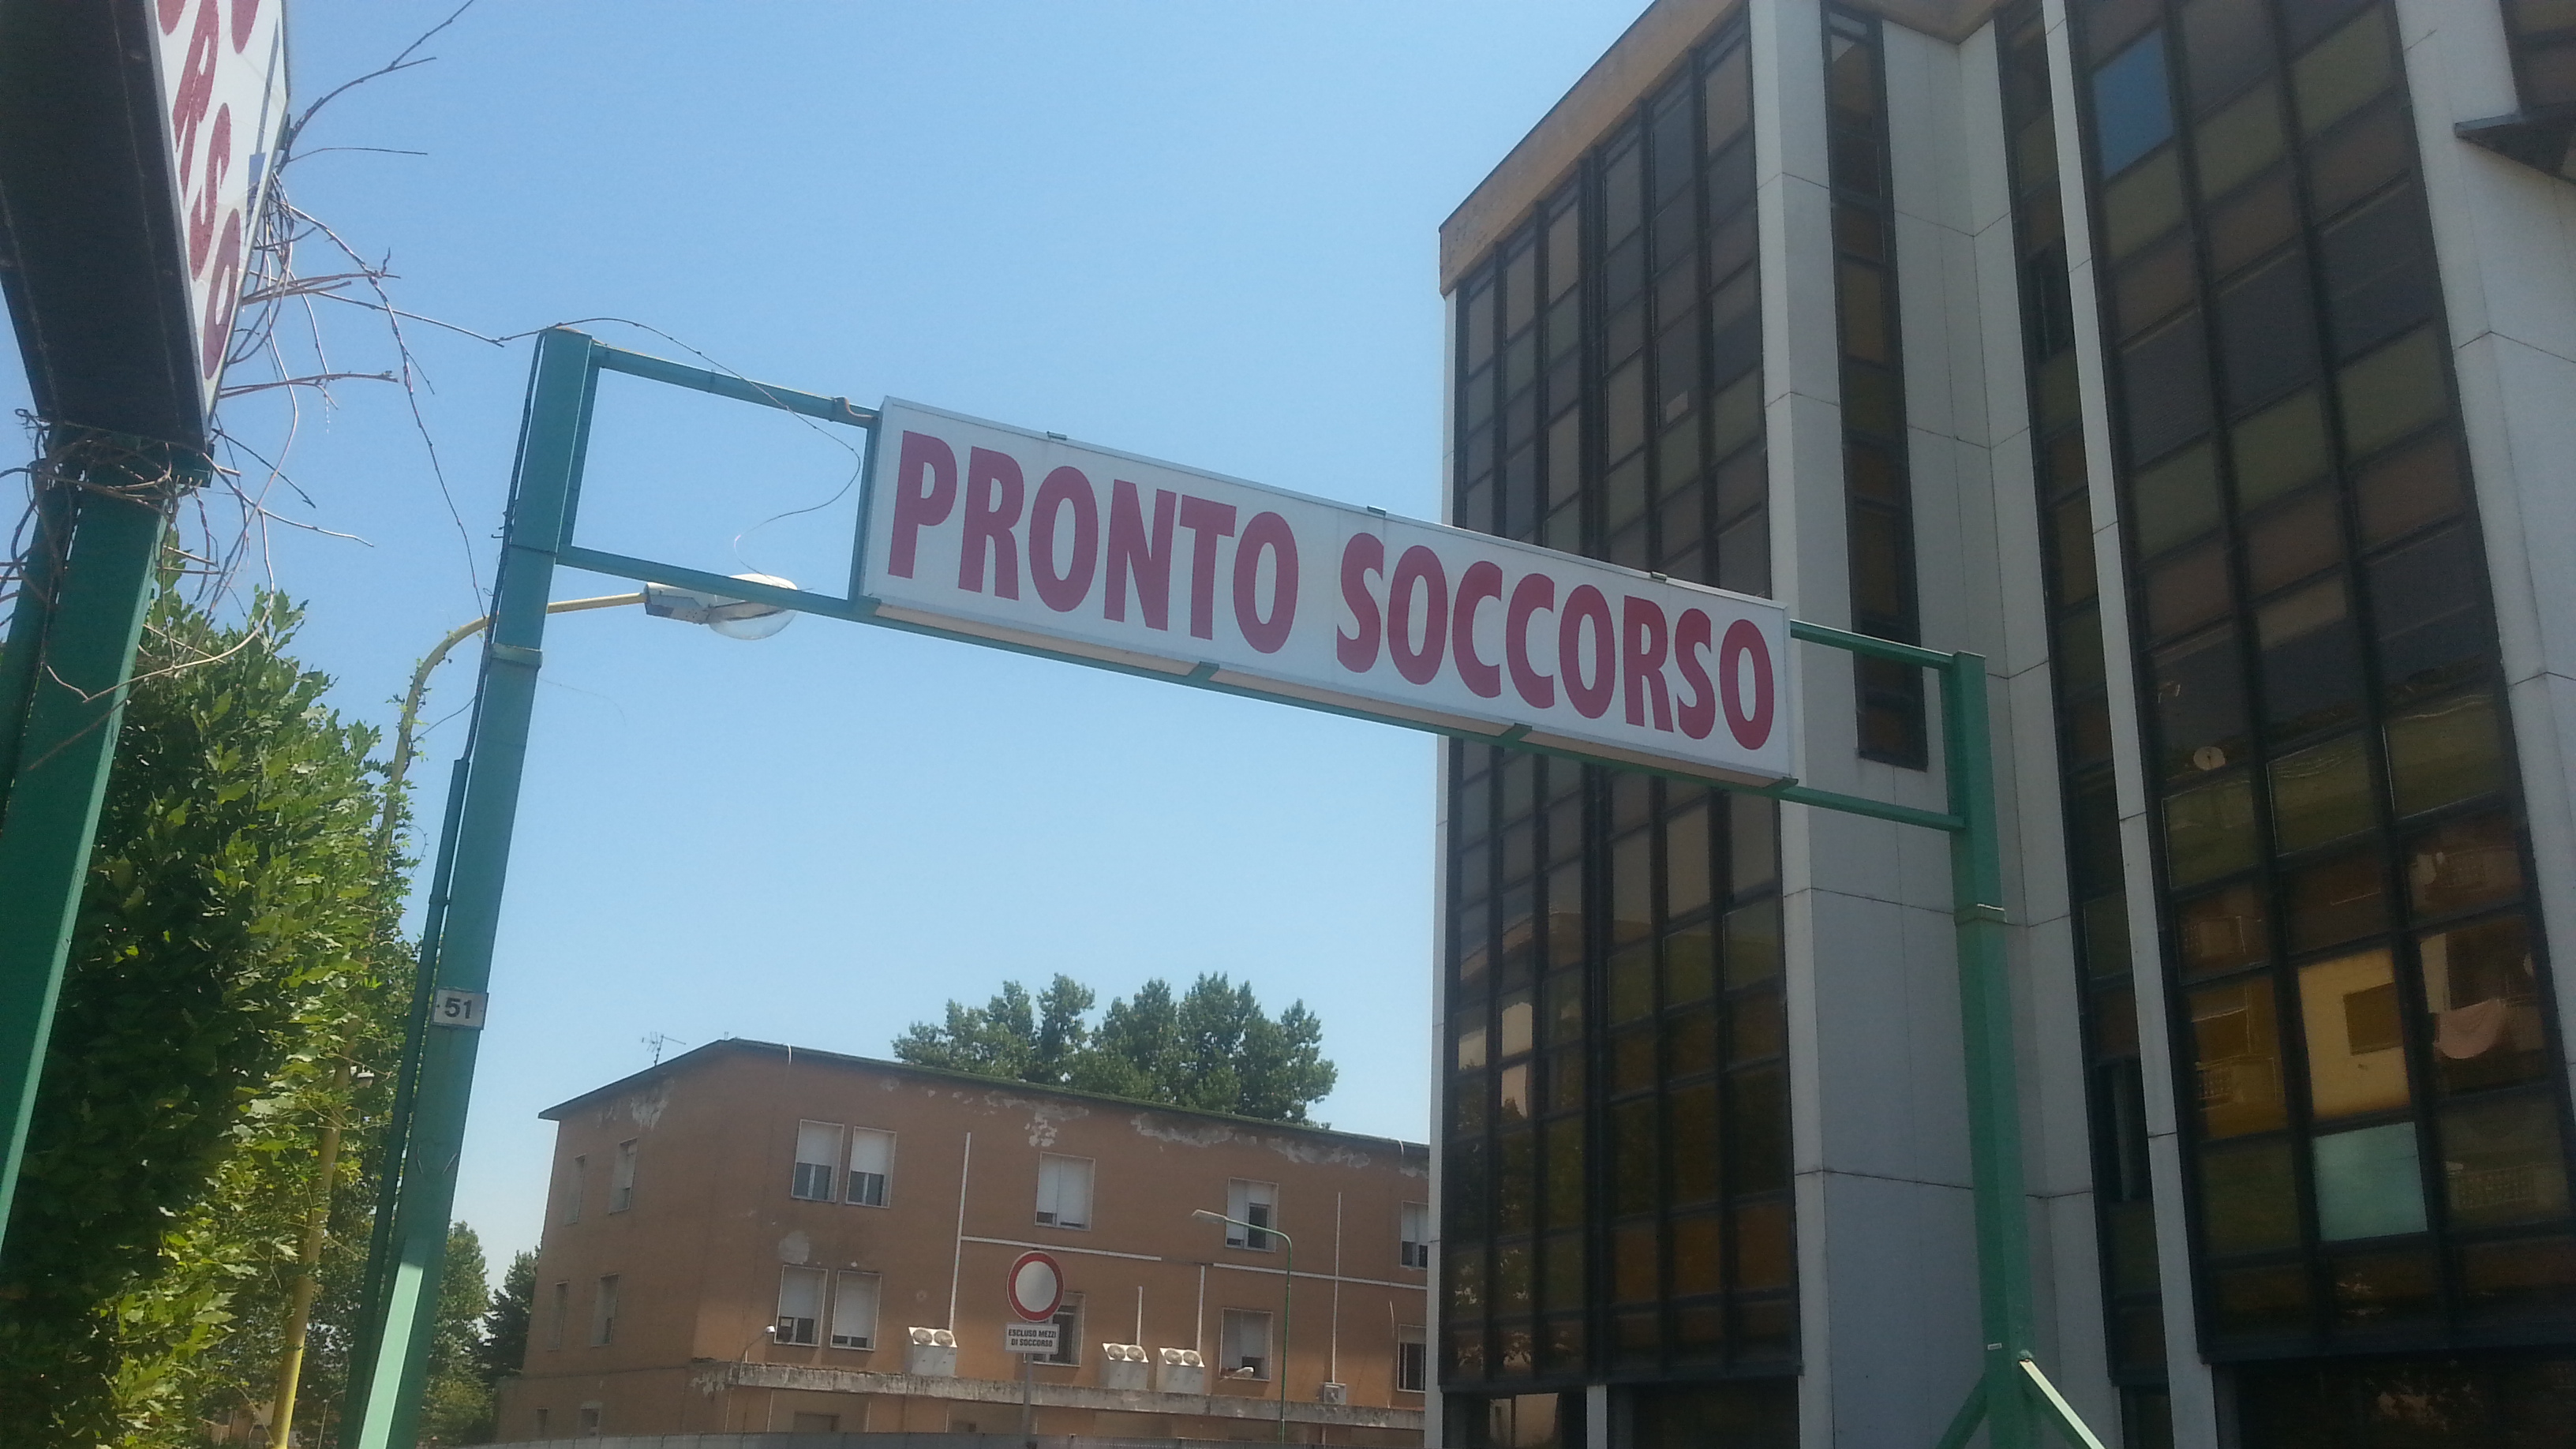 PRONTO SOCCORSO
51
ESCLUSO MEZZI
DI SOCCORSO